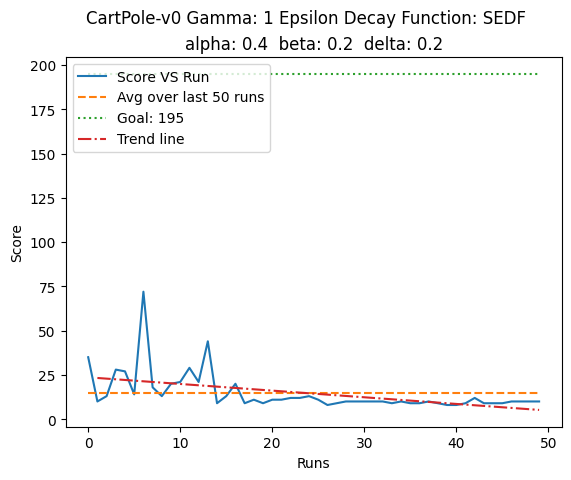 CartPole-v0 Gamma: 1 Epsilon Decay Function: SEDF
alpha: 0.4  beta: 0.2  delta: 0.2
Score VS Run
Avg over last 50 runs
Goal: 195
Trend line
200
175
150
125
100
75
50
25
0
Score
0
10
20
30
40
50
Runs